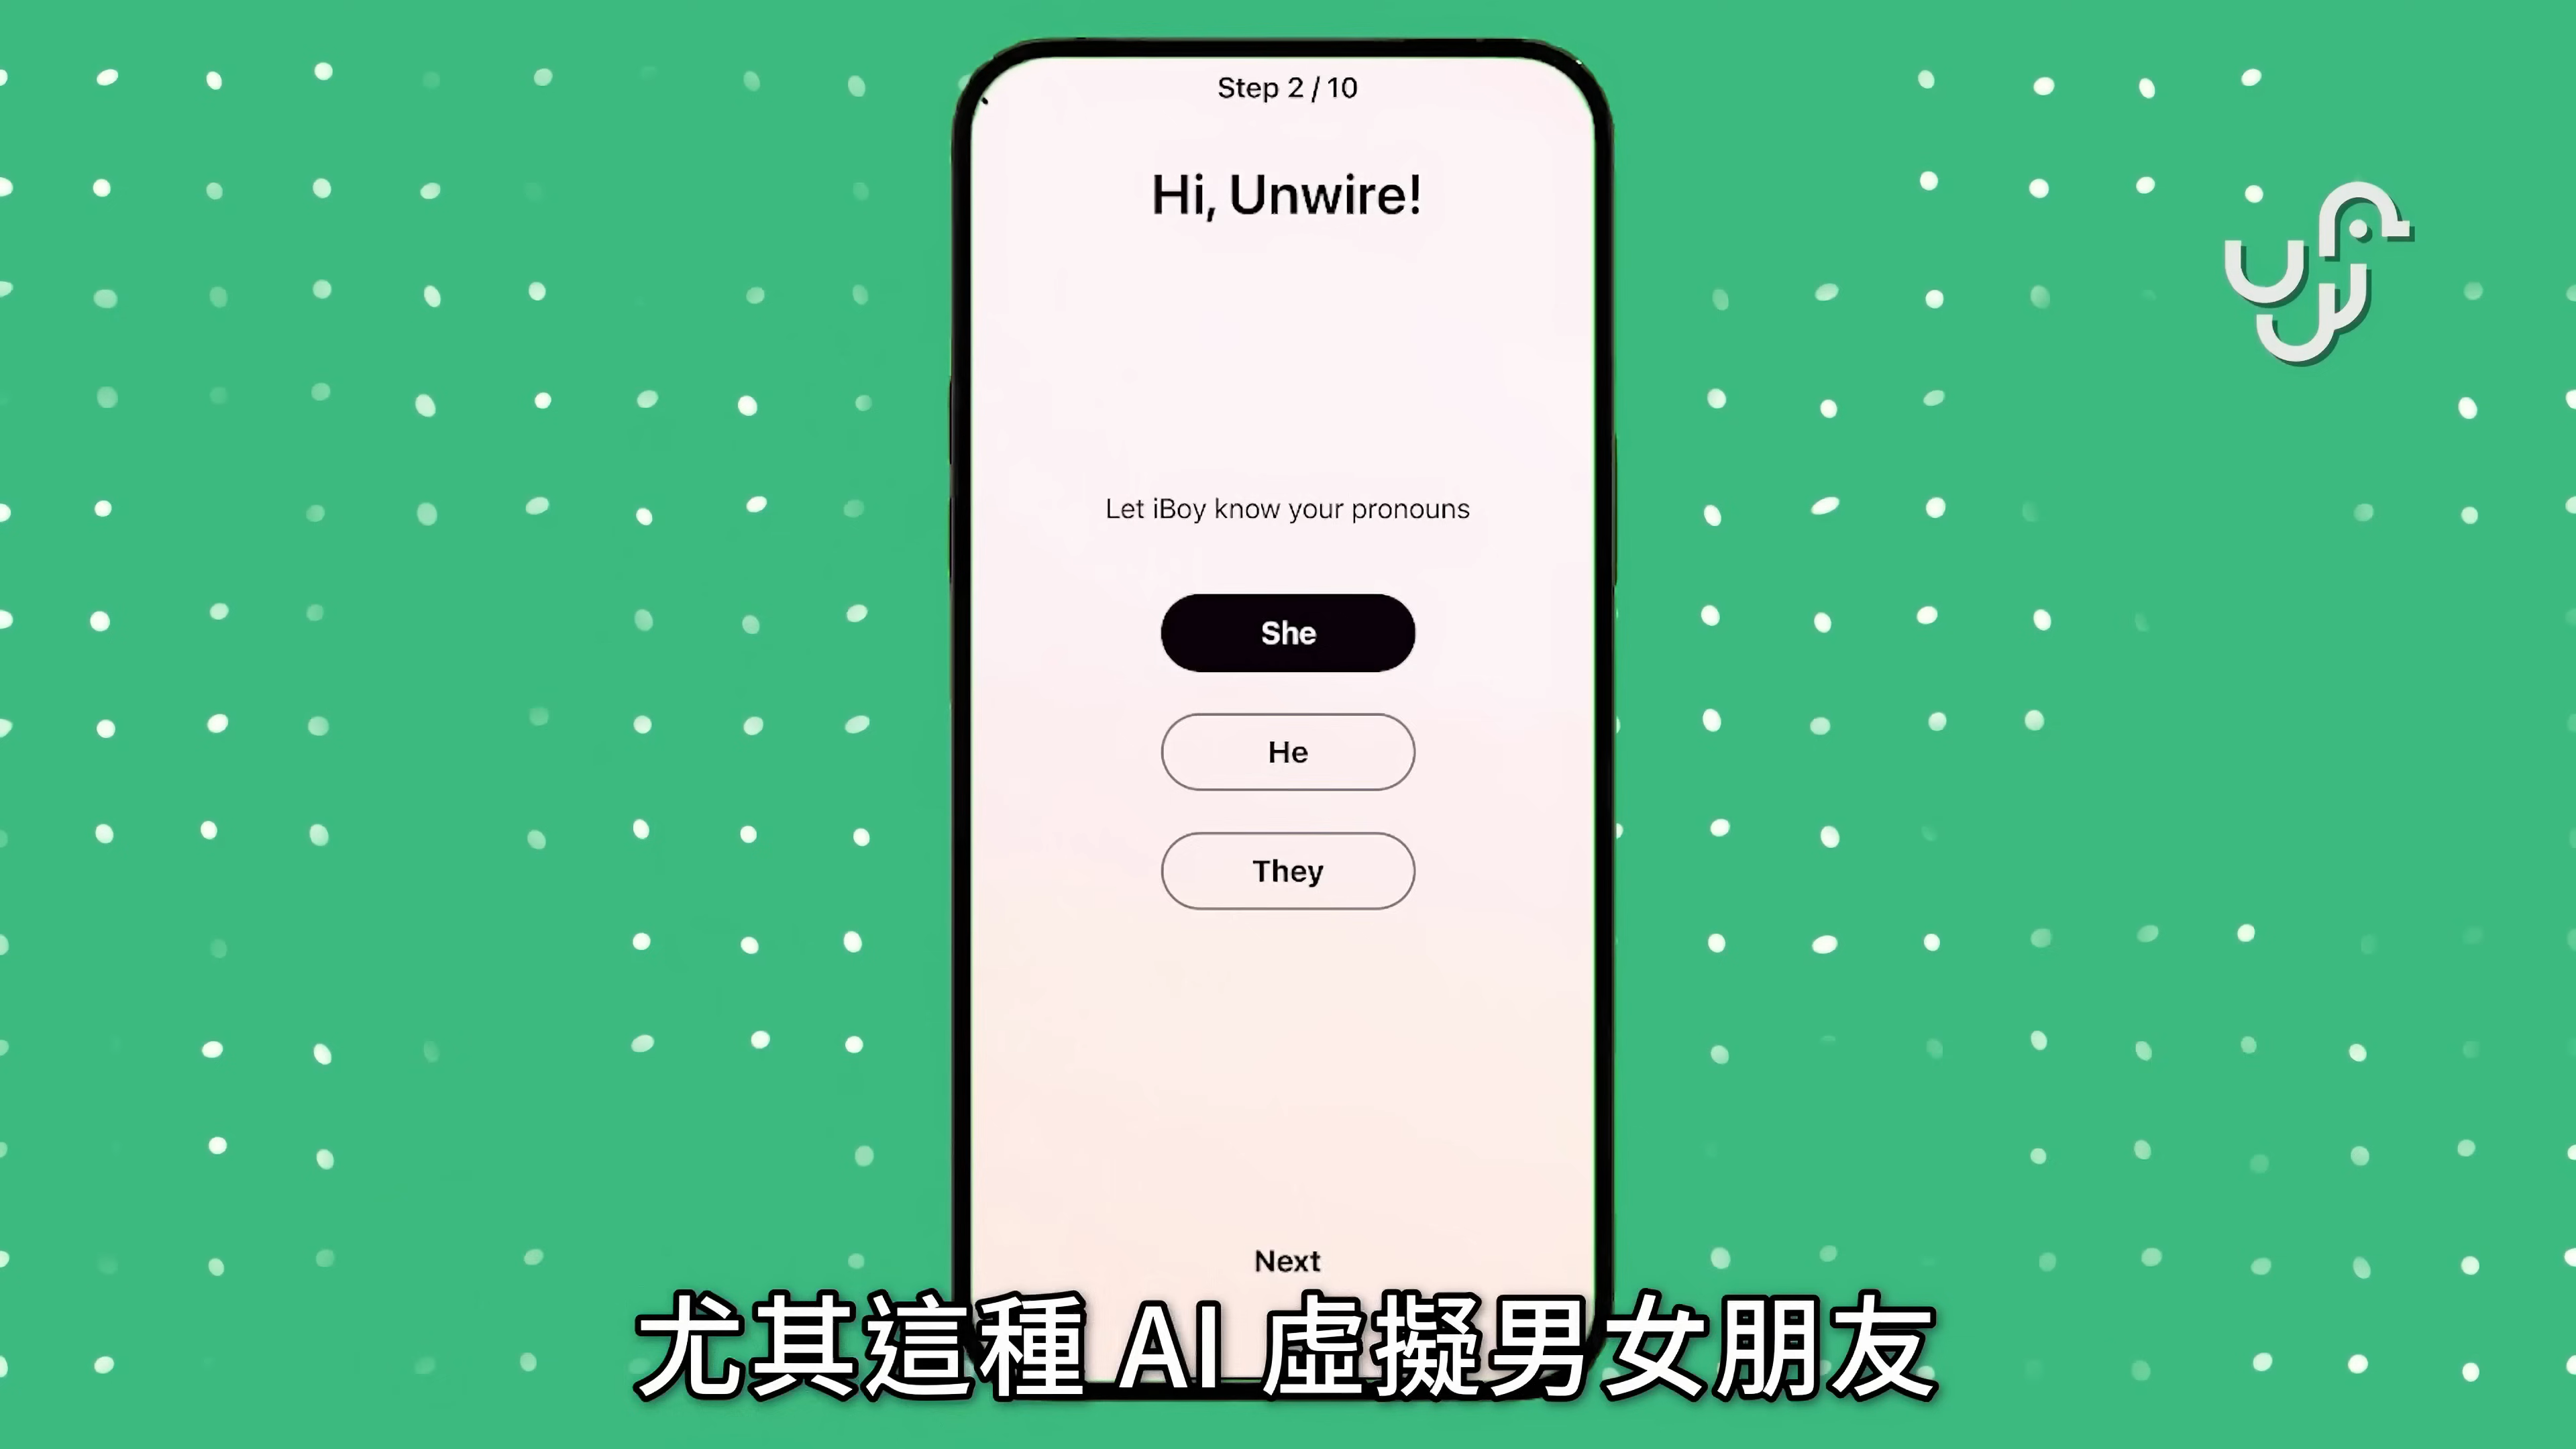 Step 2 / 10
Hi, Unwire!
Let iBoy know your pronouns
She
He
They
Next
尤其這種 AI 虛擬男女朋友